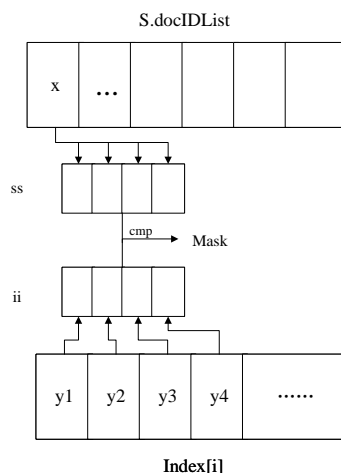 S.docIDList
x ...
ss
cmp
Mask
ii
y1 y2 y3 y4 ......
Index[i]